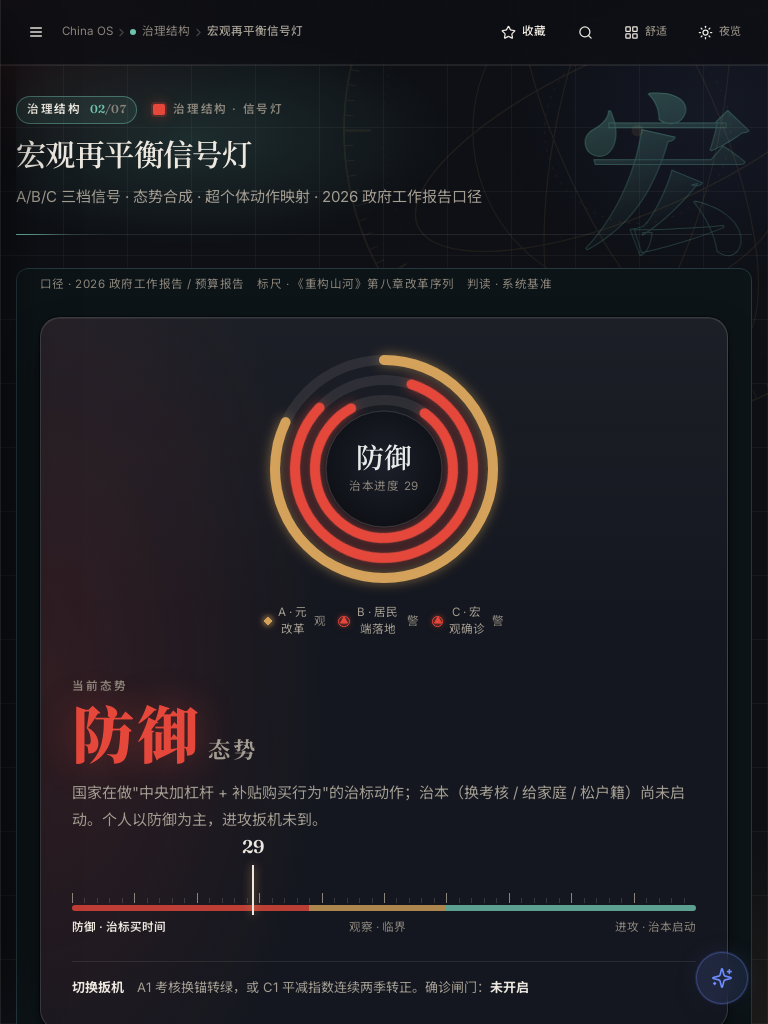 China OS › 治理结构 › 宏观再平衡信号灯
收藏
舒适
夜览
治理结构 02/07
治理结构 · 信号灯
宏
宏观再平衡信号灯
A/B/C 三档信号 · 态势合成 · 超个体动作映射 · 2026 政府工作报告口径
口径 · 2026 政府工作报告 / 预算报告 标尺 · 《重构山河》第八章改革序列 判读 · 系统基准
防御
治本进度 29
A · 元改革 观
B · 居民端落地 警
C · 宏观确诊 警
当前态势
防御 态势
国家在做"中央加杠杆 + 补贴购买行为"的治标动作；治本（换考核 / 给家庭 / 松户籍）尚未启
动。个人以防御为主，进攻扳机未到。
29
防御 · 治标买时间
观察 · 临界
进攻 · 治本启动
切换扳机 A1 考核换锚转绿，或 C1 平减指数连续两季转正。确诊闸门：未开启